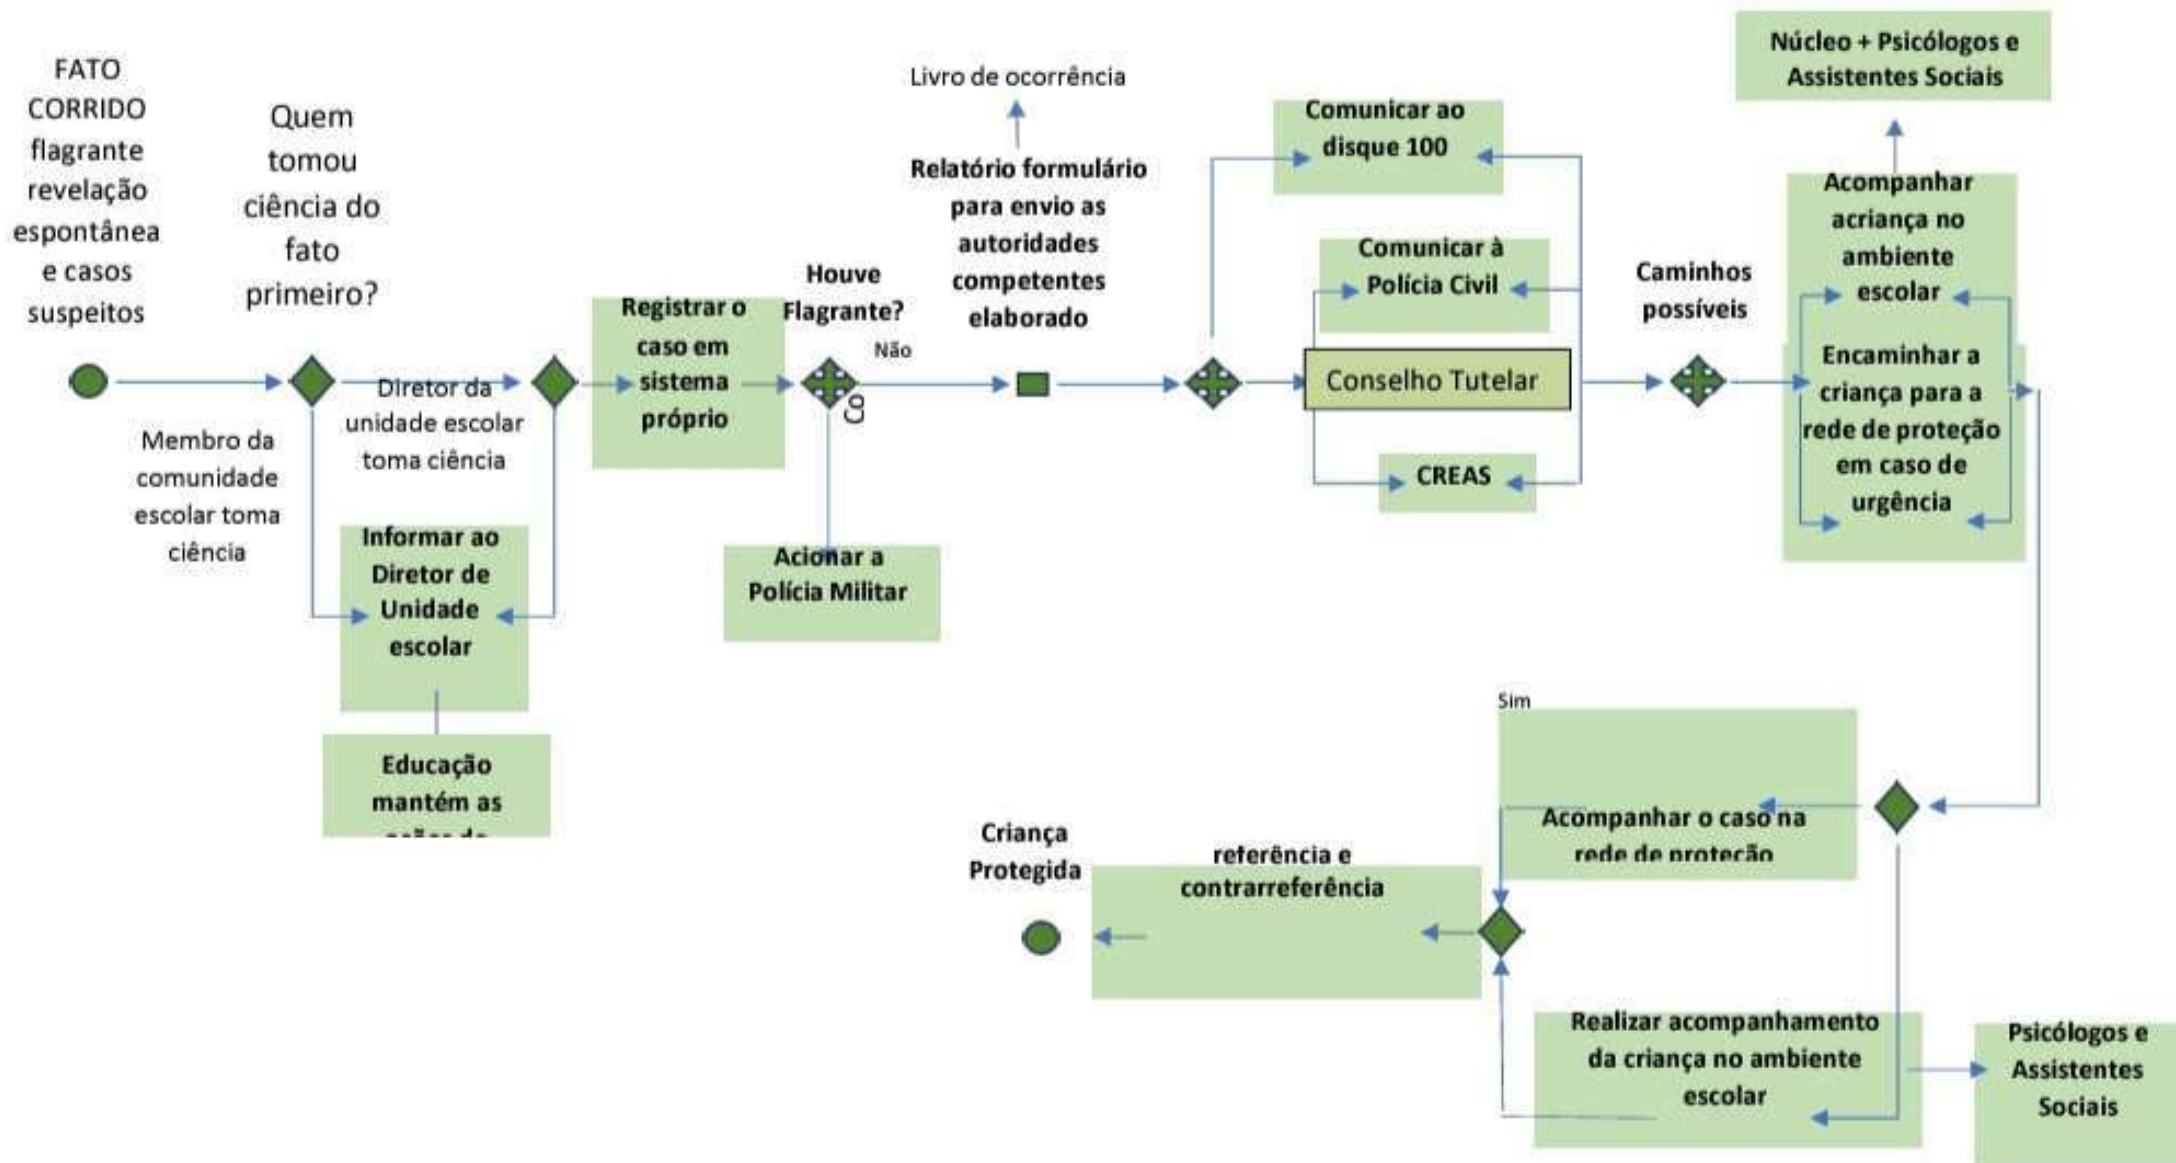 FATO
CORRIDO
flagrante
revelação
espontânea
e casos
suspeitos
Quem
tomou
ciência do
fato
primeiro?
Membro da
comunidade
escolar toma
ciência
Diretor da
unidade escolar
toma ciência
Informar ao
Diretor de
Unidade
escolar
Educação
mantém as
Registrar o
caso em
sistema
próprio
Houve
Flagrante?
Não
Co
Acionar a
Polícia Militar
Livro de ocorrência
Relatório formulário
para envio as
autoridades
competentes
elaborado
Comunicar ao
disque 100
Comunicar à
Polícia Civil
Conselho Tutelar
CREAS
Caminhos
possíveis
Núcleo + Psicólogos e
Assistentes Sociais
Acompanhar
acriança no
ambiente
escolar
Encaminhar a
criança para a
rede de proteção
em caso de
urgência
Sim
Acompanhar o caso na
rede de proteção
Realizar acompanhamento
da criança no ambiente
escolar
Psicólogos e
Assistentes
Sociais
referência e
contrarreferência
Criança
Protegida